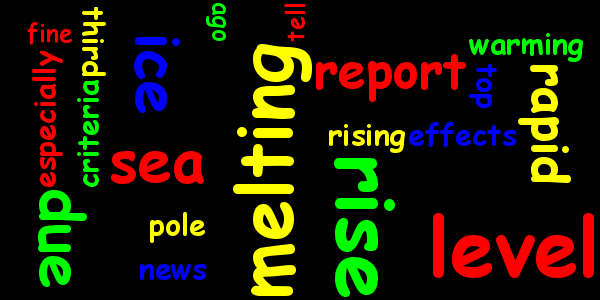 fine
third
ice
ago
tell
melting
report
warming
top
rapid
especially
criteria
sea
rising
effects
due
pole
news
rise
level